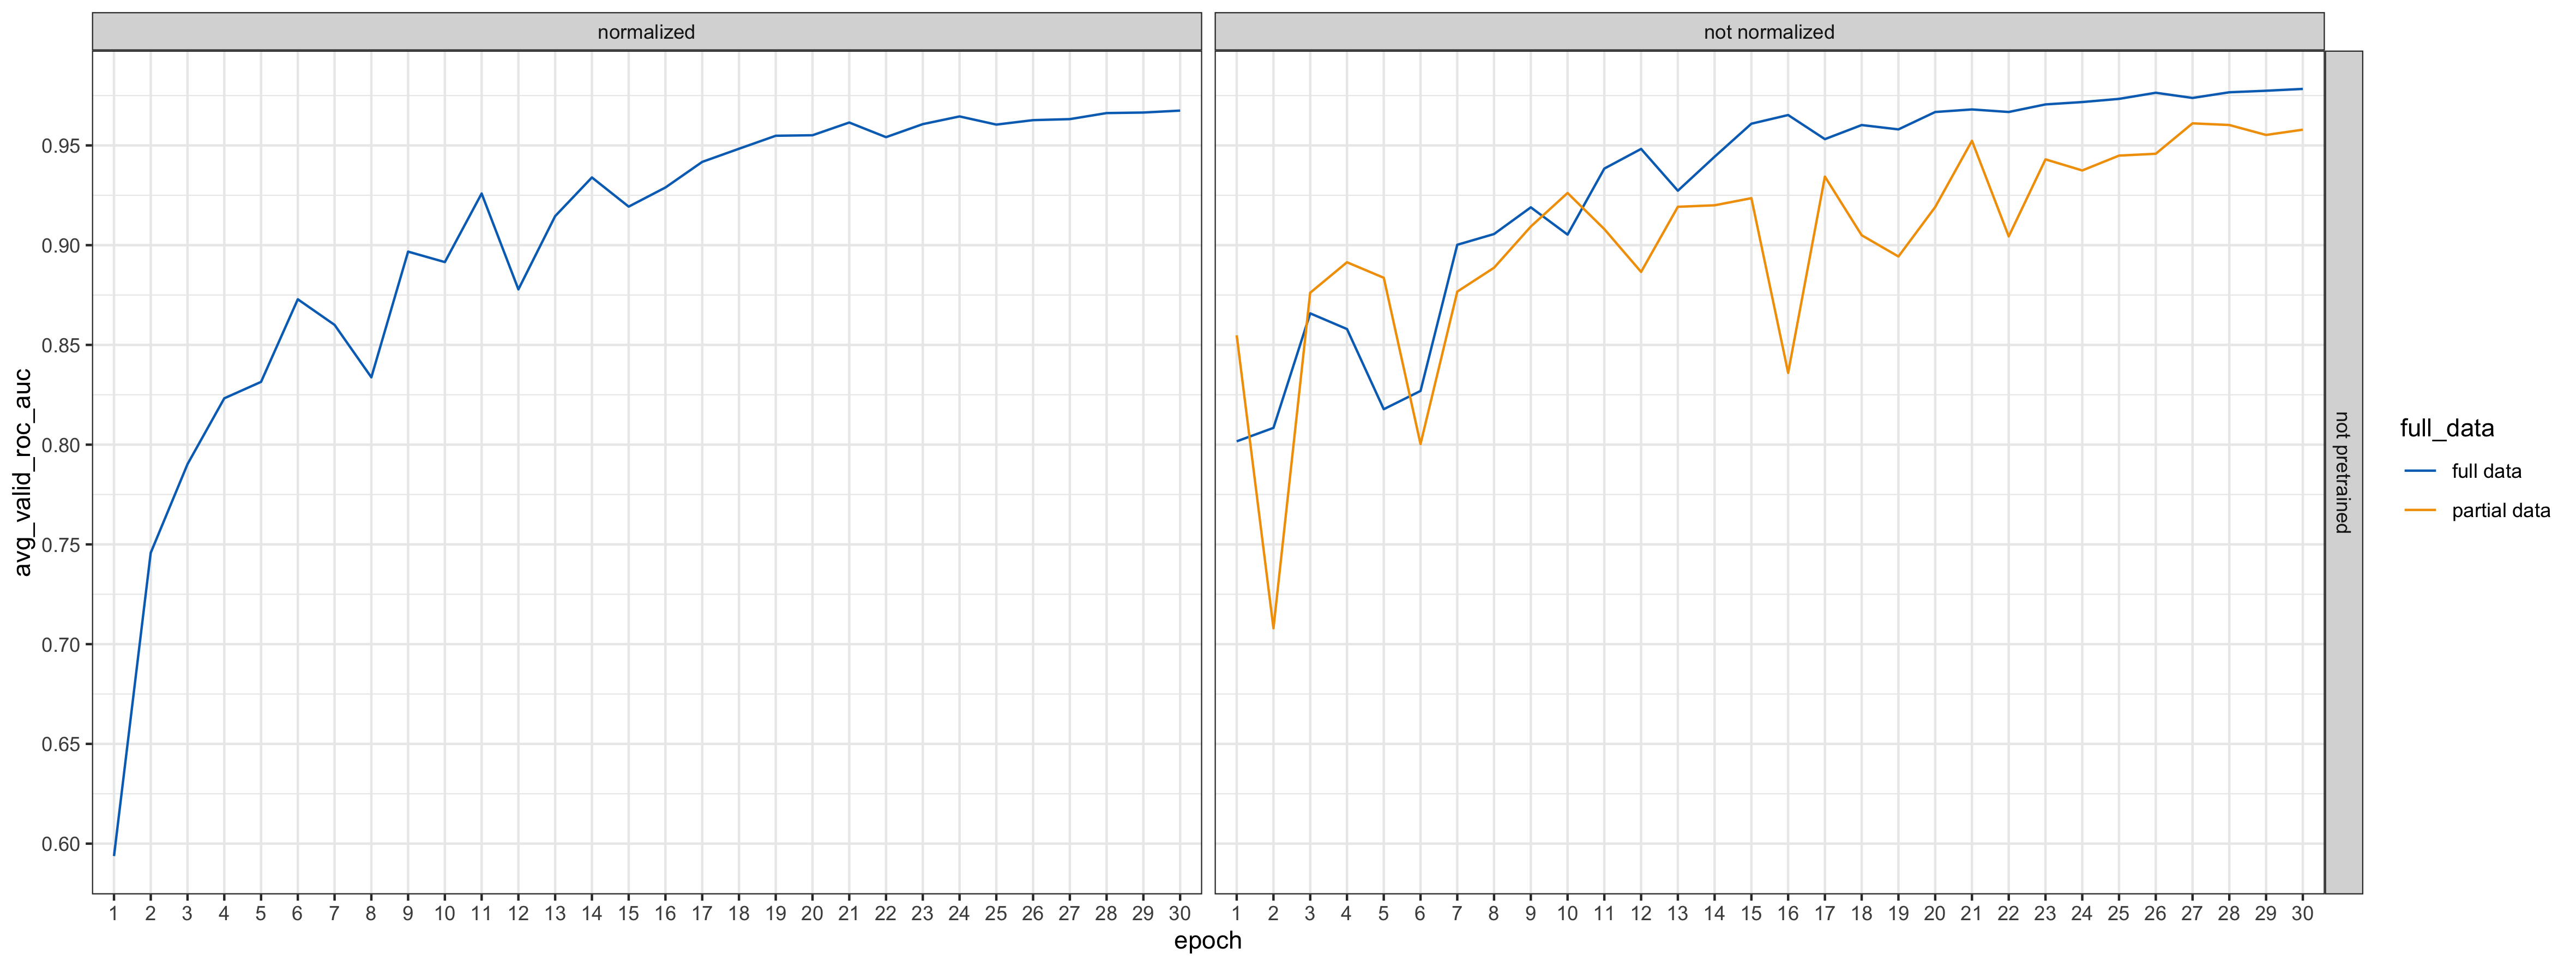 normalized
not normalized
avg_valid_roc_auc
0.95
0.90
0.85
0.80
0.75
0.70
0.65
0.60
not pretrained
1 2 3 4 5 6 7 8 9 10 11 12 13 14 15 16 17 18 19 20 21 22 23 24 25 26 27 28 29 30
1 2 3 4 5 6 7 8 9 10 11 12 13 14 15 16 17 18 19 20 21 22 23 24 25 26 27 28 29 30
epoch
full_data
full data
partial data